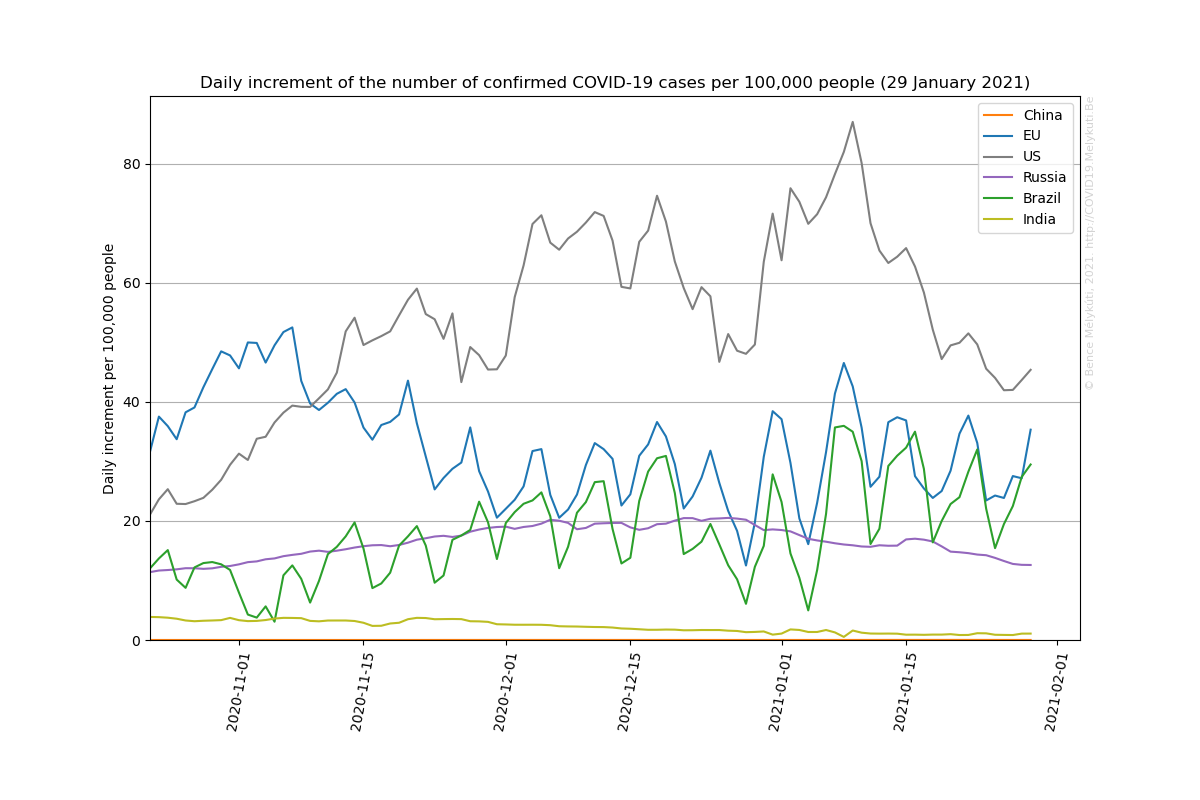 Daily increment of the number of confirmed COVID-19 cases per 100,000 people (29 January 2021)
China
EU
US
Russia
Brazil
India
© Bence Mélykúti, 2021  http://COVID19.Melykuti.Be
Daily increment per 100,000 people
80
60
40
20
0
2020-11-01
2020-11-15
2020-12-01
2020-12-15
2021-01-01
2021-01-15
2021-02-01